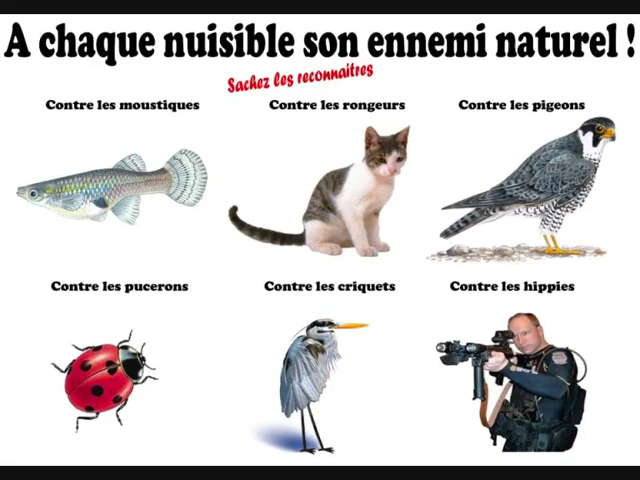 A chaque nuisible son ennemi naturel !
Sachez les reconnaitres
Contre les moustiques
Contre les rongeurs
Contre les pigeons
Contre les pucerons
Contre les criquets
Contre les hippies